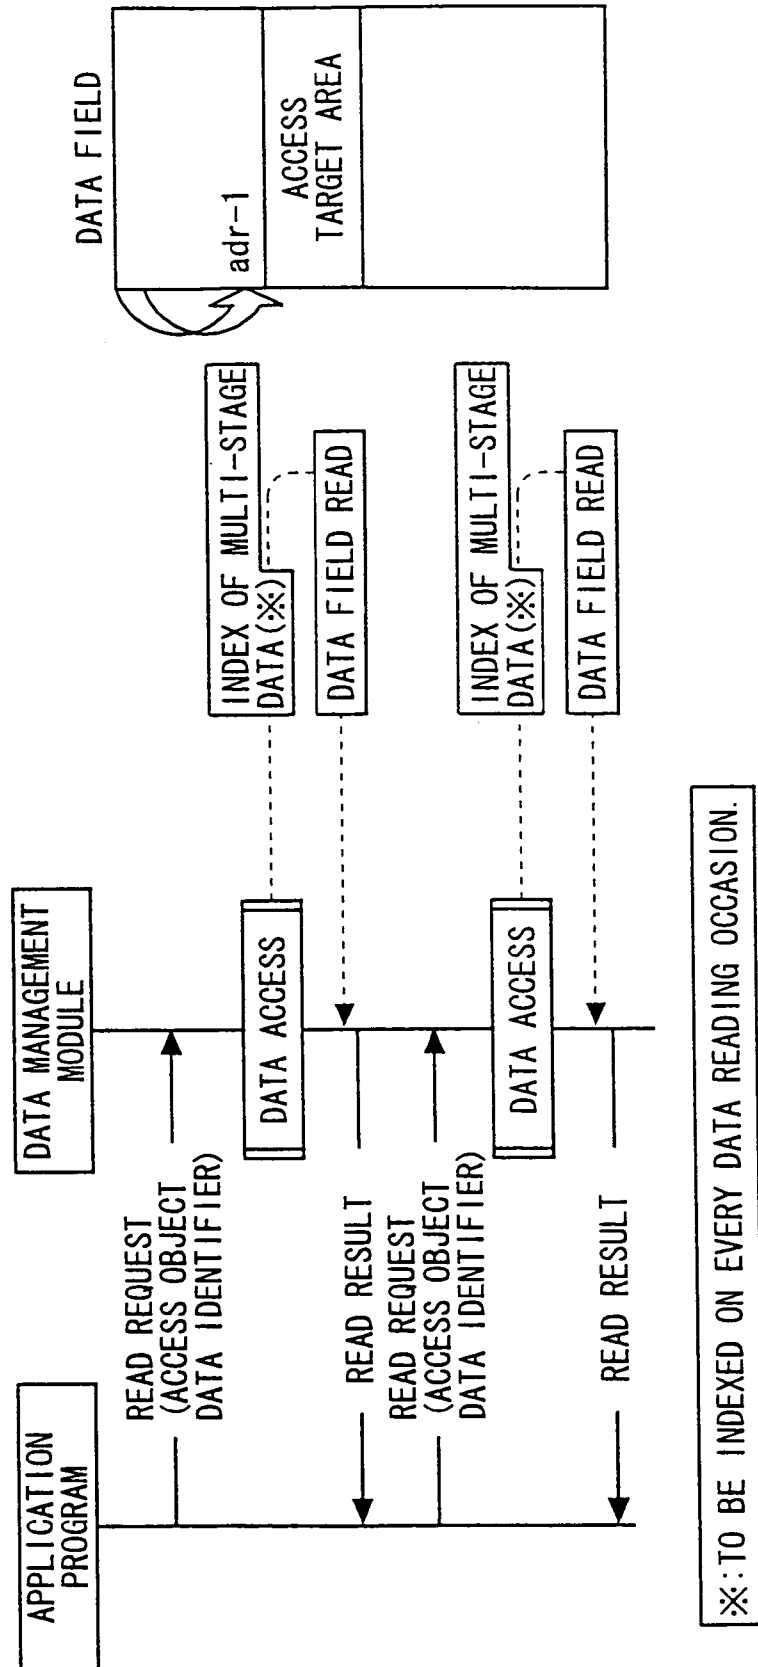 APPLICATION
PROGRAM
DATA MANAGEMENT
MODULE
DATA FIELD
READ REQUEST
(ACCESS OBJECT
DATA IDENTIFIER)
DATA ACCESS
INDEX OF MULTI-STAGE
DATA(※)
DATA FIELD READ
READ RESULT
adr-1
ACCESS
TARGET AREA
READ REQUEST
(ACCESS OBJECT
DATA IDENTIFIER)
DATA ACCESS
INDEX OF MULTI-STAGE
DATA(※)
DATA FIELD READ
READ RESULT
※:TO BE INDEXED ON EVERY DATA READING OCCASION.